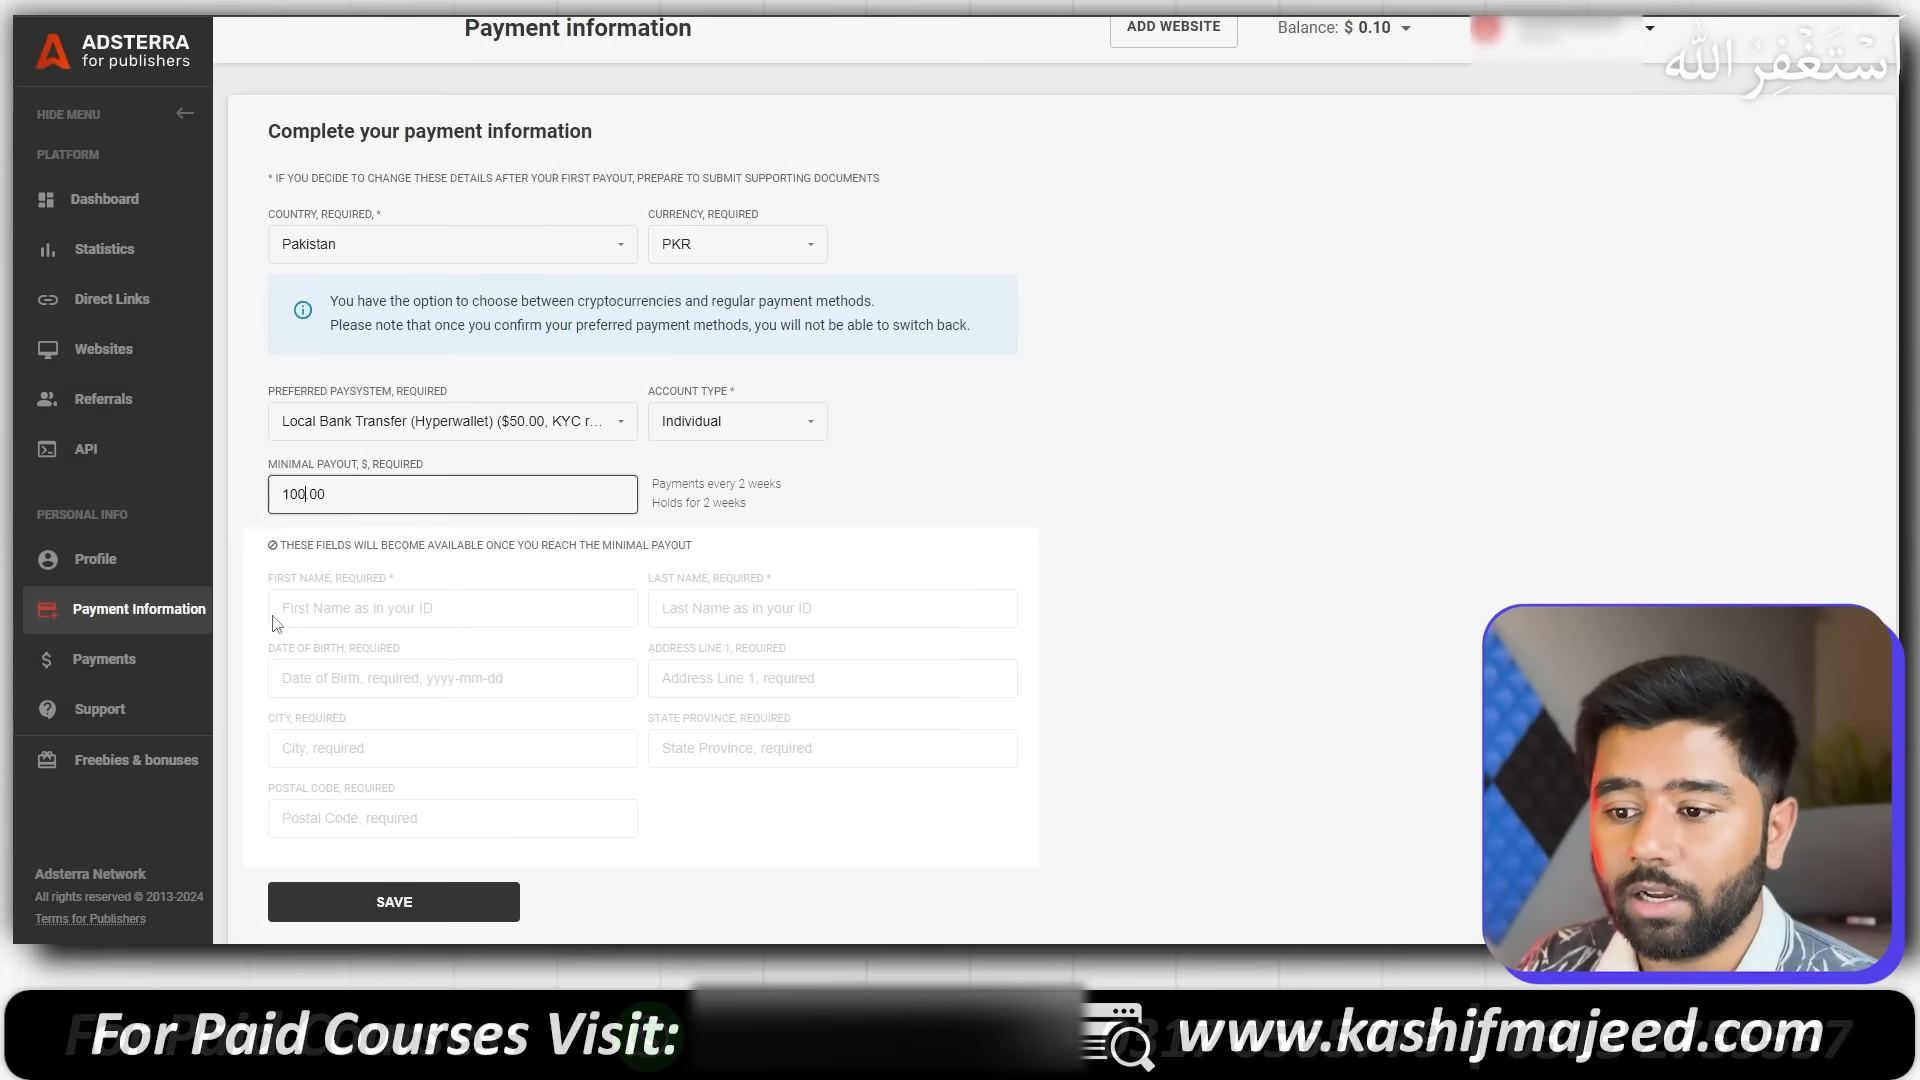 ADSTERRA
for publishers
Payment information
ADD WEBSITE
Balance: $ 0.10
أَسْتَغْفِرُ اللَّه
HIDE MENU
PLATFORM
Dashboard
Statistics
Direct Links
Websites
Referrals
API
PERSONAL INFO
Profile
Payment Information
Payments
Support
Freebies & bonuses
Adsterra Network
All rights reserved © 2013-2024
Terms for Publishers
Complete your payment information
* IF YOU DECIDE TO CHANGE THESE DETAILS AFTER YOUR FIRST PAYOUT, PREPARE TO SUBMIT SUPPORTING DOCUMENTS
COUNTRY, REQUIRED, *
CURRENCY, REQUIRED
Pakistan
PKR
You have the option to choose between cryptocurrencies and regular payment methods.
Please note that once you confirm your preferred payment methods, you will not be able to switch back.
PREFERRED PAYSYSTEM, REQUIRED
ACCOUNT TYPE *
Local Bank Transfer (Hyperwallet) ($50.00, KYC r...
Individual
MINIMAL PAYOUT, $, REQUIRED
100.00
Payments every 2 weeks
Holds for 2 weeks
THESE FIELDS WILL BECOME AVAILABLE ONCE YOU REACH THE MINIMAL PAYOUT
FIRST NAME, REQUIRED *
LAST NAME, REQUIRED *
First Name as in your ID
Last Name as in your ID
DATE OF BIRTH, REQUIRED
ADDRESS LINE 1, REQUIRED
Date of Birth, required, yyyy-mm-dd
Address Line 1, required
CITY, REQUIRED
STATE PROVINCE, REQUIRED
City, required
State Province, required
POSTAL CODE, REQUIRED
Postal Code, required
SAVE
For Paid Courses Visit:
www.kashifmajeed.com